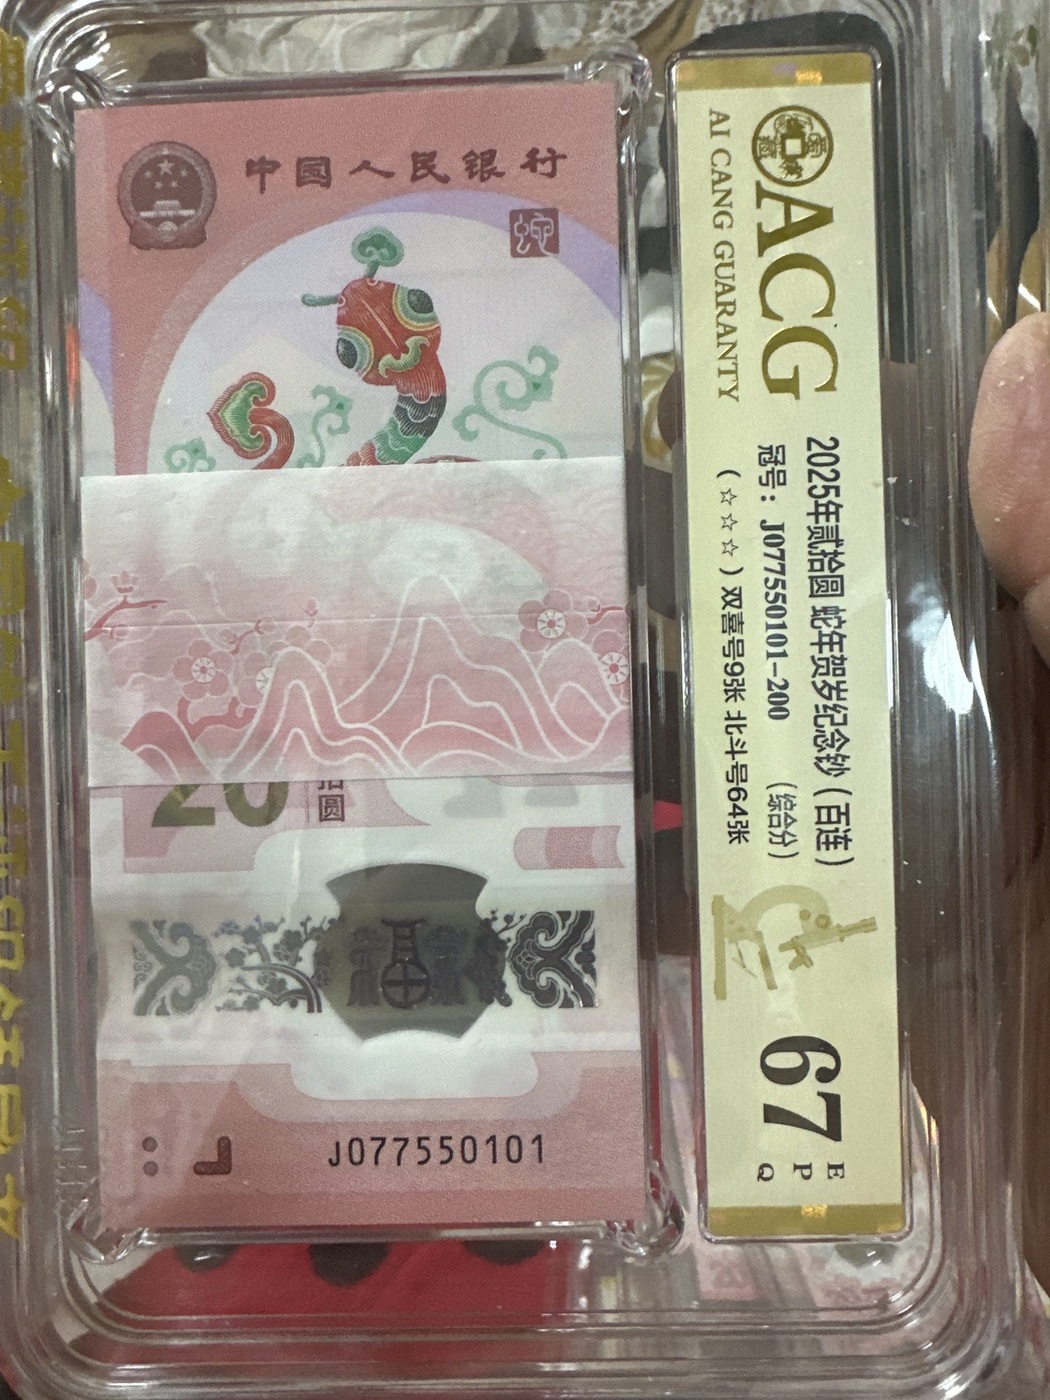 中国人民银行
蛇
20
拾圆
J077550101
ACG
AI CANG GUARANTY
2025年贰拾圆 蛇年贺岁纪念钞（百连）
冠号：J077550101-200 （综合分）
（☆☆☆）双喜号9张 北斗号64张
67
E
P
Q